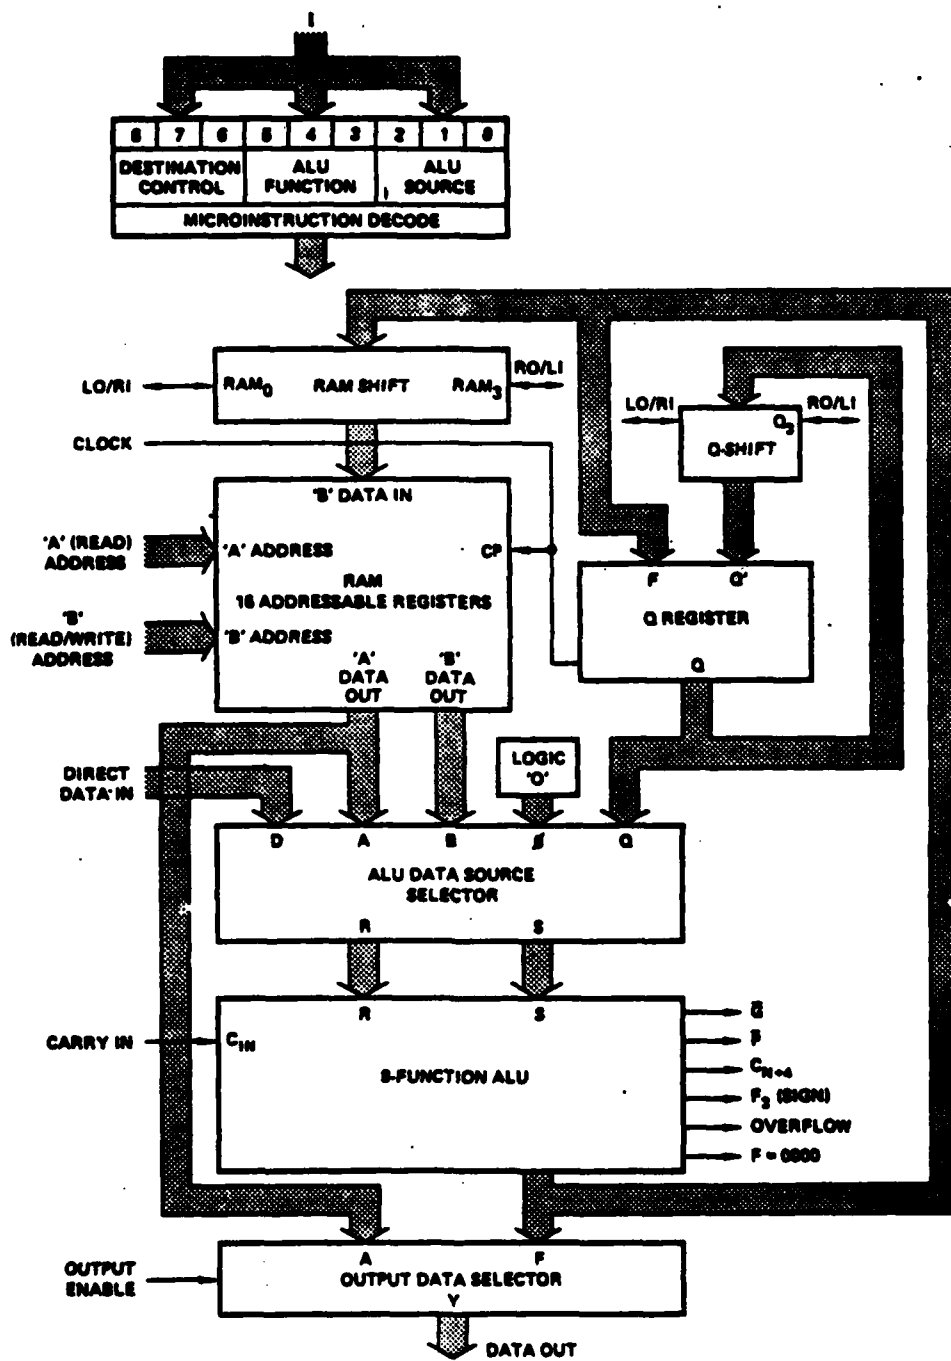 I
8 7 6 5 4 3 2 1 0
DESTINATION CONTROL
ALU FUNCTION
ALU SOURCE
MICROINSTRUCTION DECODE
LO/RI
RAM0
RAM SHIFT
RAM3
RO/LI
LO/RI
RO/LI
Q3
Q-SHIFT
CLOCK
'B' DATA IN
'A' (READ)
ADDRESS
'A' ADDRESS
CP
RAM
16 ADDRESSABLE REGISTERS
'B'
(READ/WRITE)
ADDRESS
'B' ADDRESS
'A'
DATA
OUT
'B'
DATA
OUT
F
Q'
Q REGISTER
Q
DIRECT
DATA IN
LOGIC
'O'
D A B Ø Q
ALU DATA SOURCE
SELECTOR
R S
R S
CARRY IN
CIN
8-FUNCTION ALU
G̅
P̅
CN+4
F3 (SIGN)
OVERFLOW
F = 0000
OUTPUT
ENABLE
A F
OUTPUT DATA SELECTOR
Y
DATA OUT